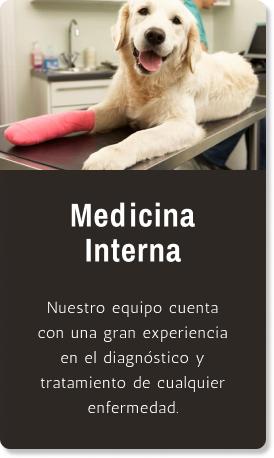 Medicina
Interna
Nuestro equipo cuenta
con una gran experiencia
en el diagnóstico y
tratamiento de cualquier
enfermedad.